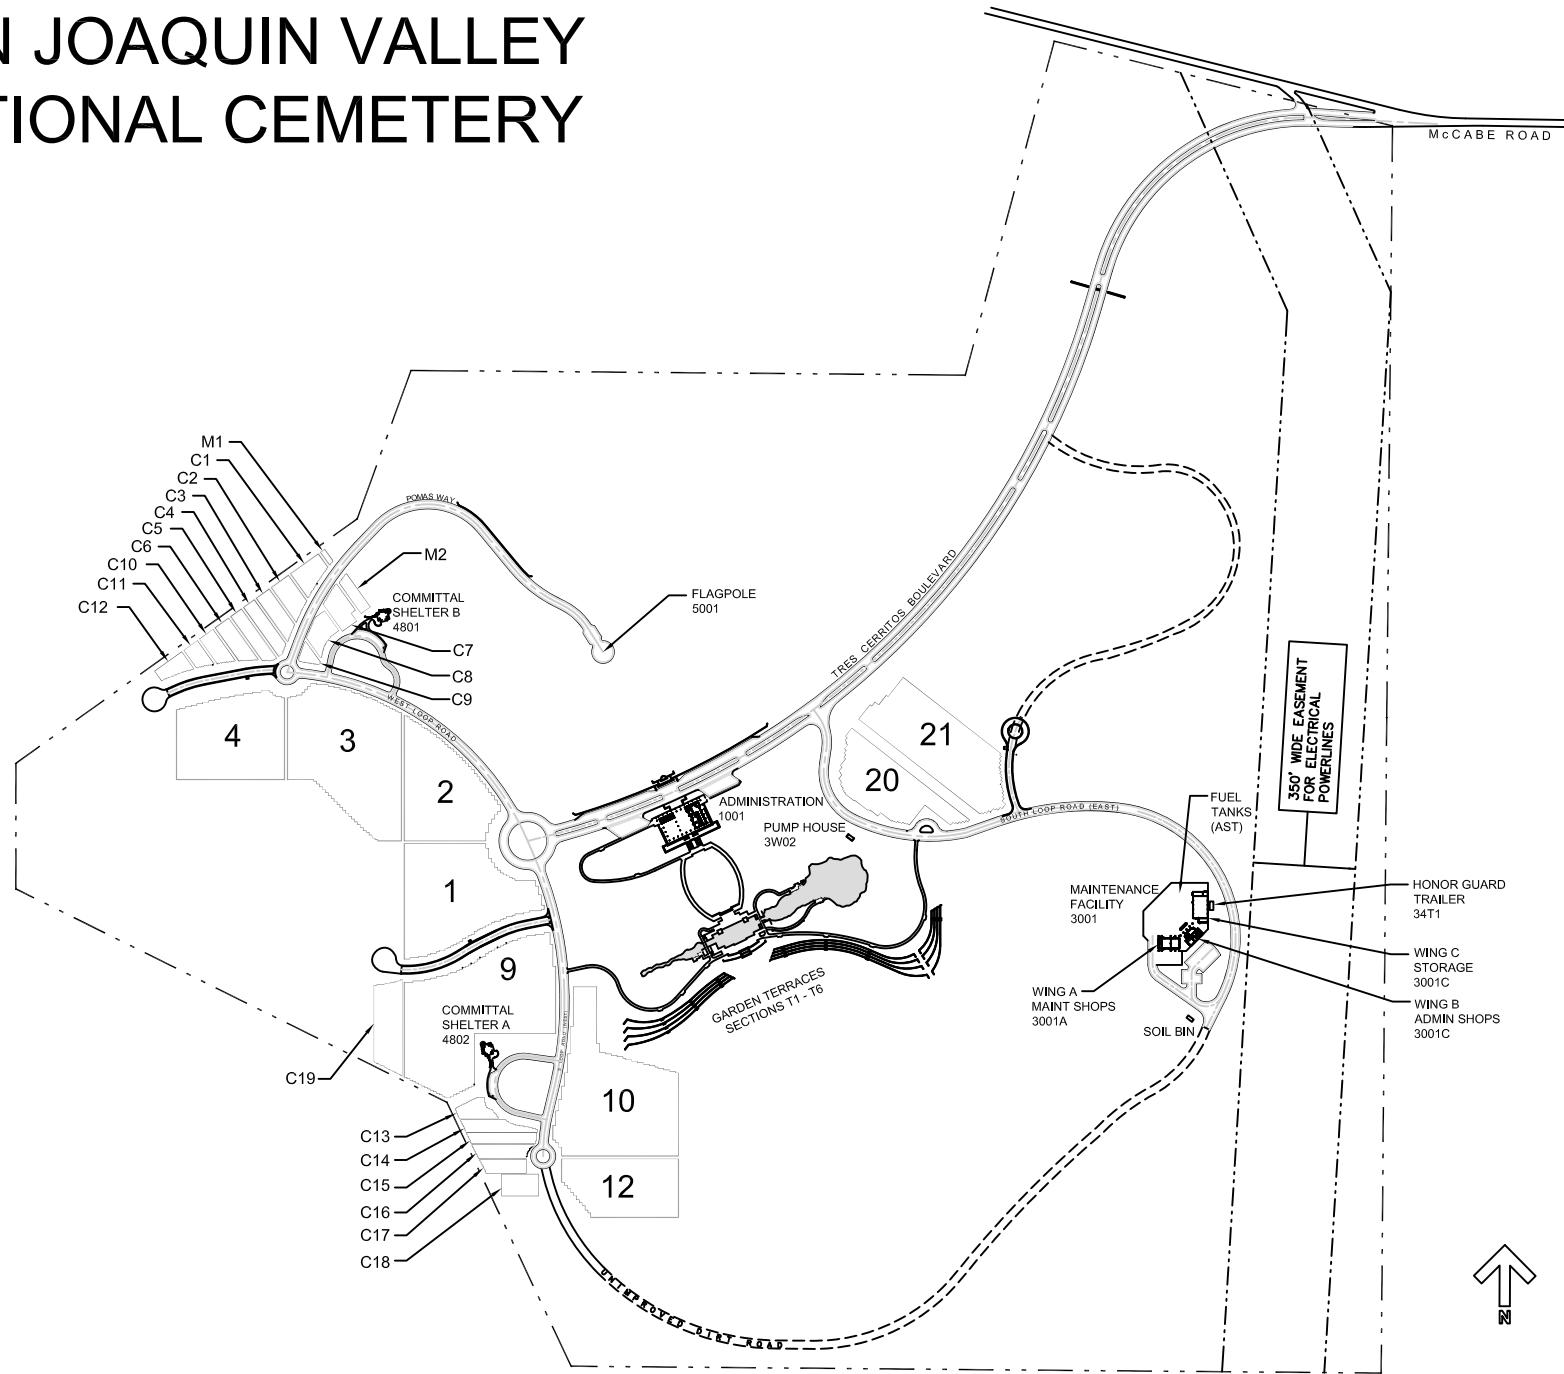 N JOAQUIN VALLEY
TIONAL CEMETERY
McCABE ROAD
M1
C1
C2
C3
C4
C5
C6
C10
C11
C12
POMAS WAY
M2
COMMITTAL
SHELTER B
4801
C7
C8
C9
FLAGPOLE
5001
TRES CERRITOS BOULEVARD
WEST LOOP ROAD
4
3
2
1
9
21
20
350' WIDE EASEMENT
FOR ELECTRICAL
POWERLINES
ADMINISTRATION
1001
PUMP HOUSE
3W02
SOUTH LOOP ROAD (EAST)
FUEL
TANKS
(AST)
MAINTENANCE
FACILITY
3001
HONOR GUARD
TRAILER
34T1
WING C
STORAGE
3001C
WING B
ADMIN SHOPS
3001C
WING A
MAINT SHOPS
3001A
SOIL BIN
GARDEN TERRACES
SECTIONS T1 - T6
COMMITTAL
SHELTER A
4802
LOOP ROAD (WEST)
C19
10
12
C13
C14
C15
C16
C17
C18
UNIMPROVED DIRT ROAD
N